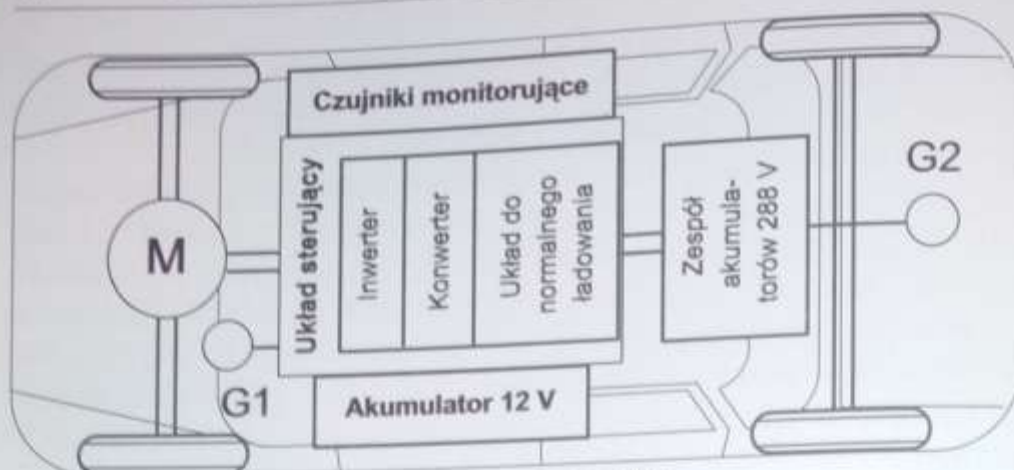 Czujniki monitorujące
M
Układ sterujący
Inwerter
Konwerter
Układ do
normalnego
ładowania
Zespół
akumula-
torów 288 V
G2
G1
Akumulator 12 V